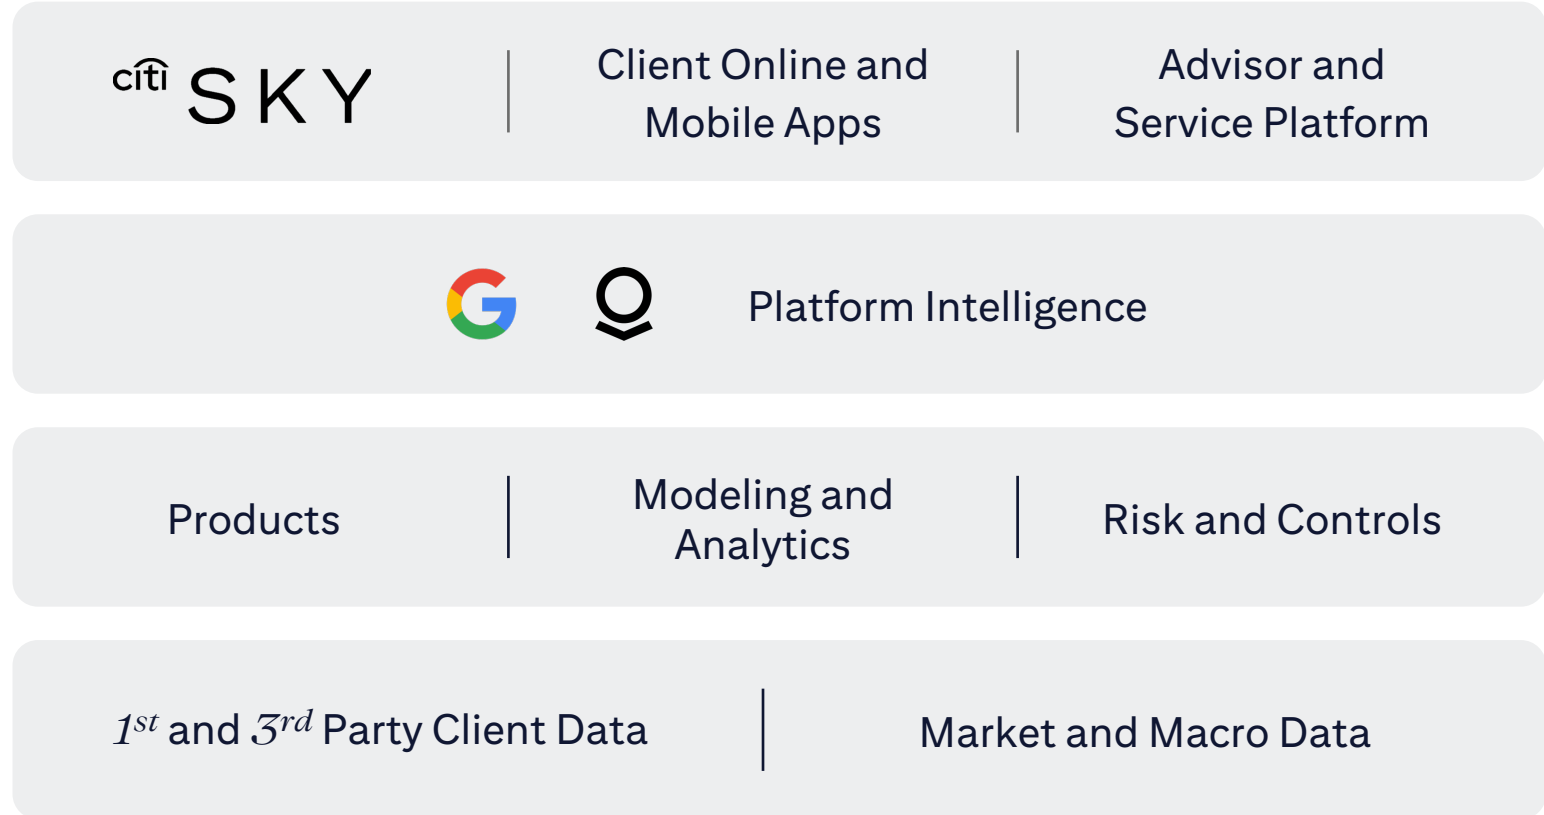 citi SKY
Client Online and
Mobile Apps
Advisor and
Service Platform
Platform Intelligence
Products
Modeling and
Analytics
Risk and Controls
1st and 3rd Party Client Data
Market and Macro Data